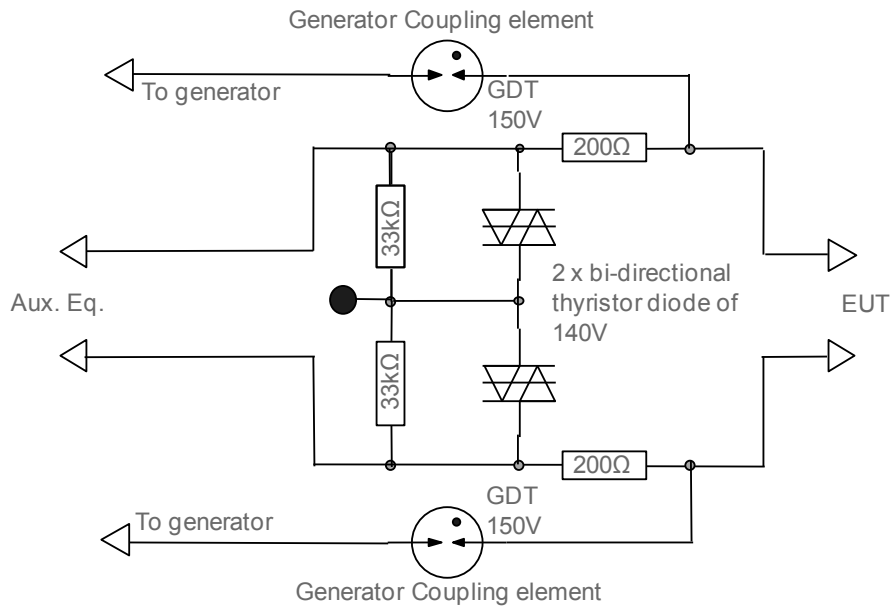 Generator Coupling element
To generator
GDT
150V
200Ω
33kΩ
2 x bi-directional
thyristor diode of
140V
Aux. Eq.
EUT
33kΩ
200Ω
GDT
150V
To generator
Generator Coupling element